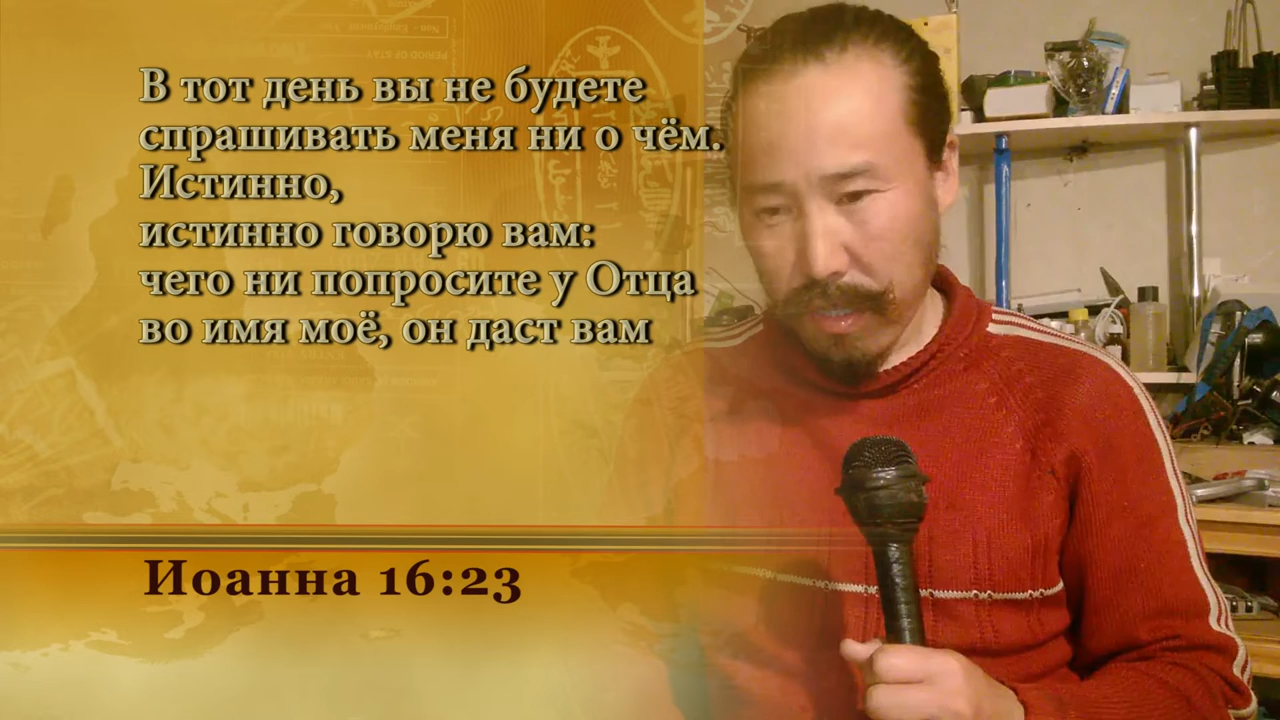 В тот день вы не будете
спрашивать меня ни о чём.
Истинно,
истинно говорю вам:
чего ни попросите у Отца
во имя моё, он даст вам
Иоанна 16:23